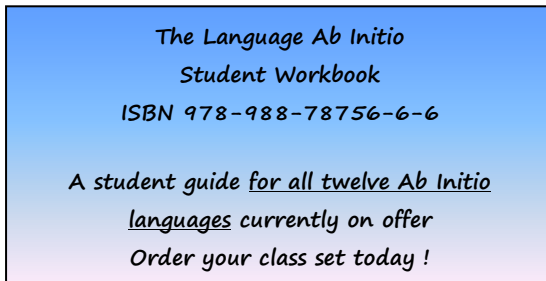 The Language Ab Initio
Student Workbook
ISBN 978-988-78756-6-6
A student guide for all twelve Ab Initio
languages currently on offer
Order your class set today !